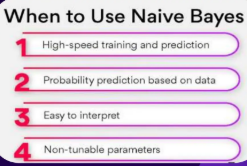 When to Use Naive Bayes
1 High-speed training and prediction
2 Probability prediction based on data
3 Easy to interpret
4 Non-tunable parameters